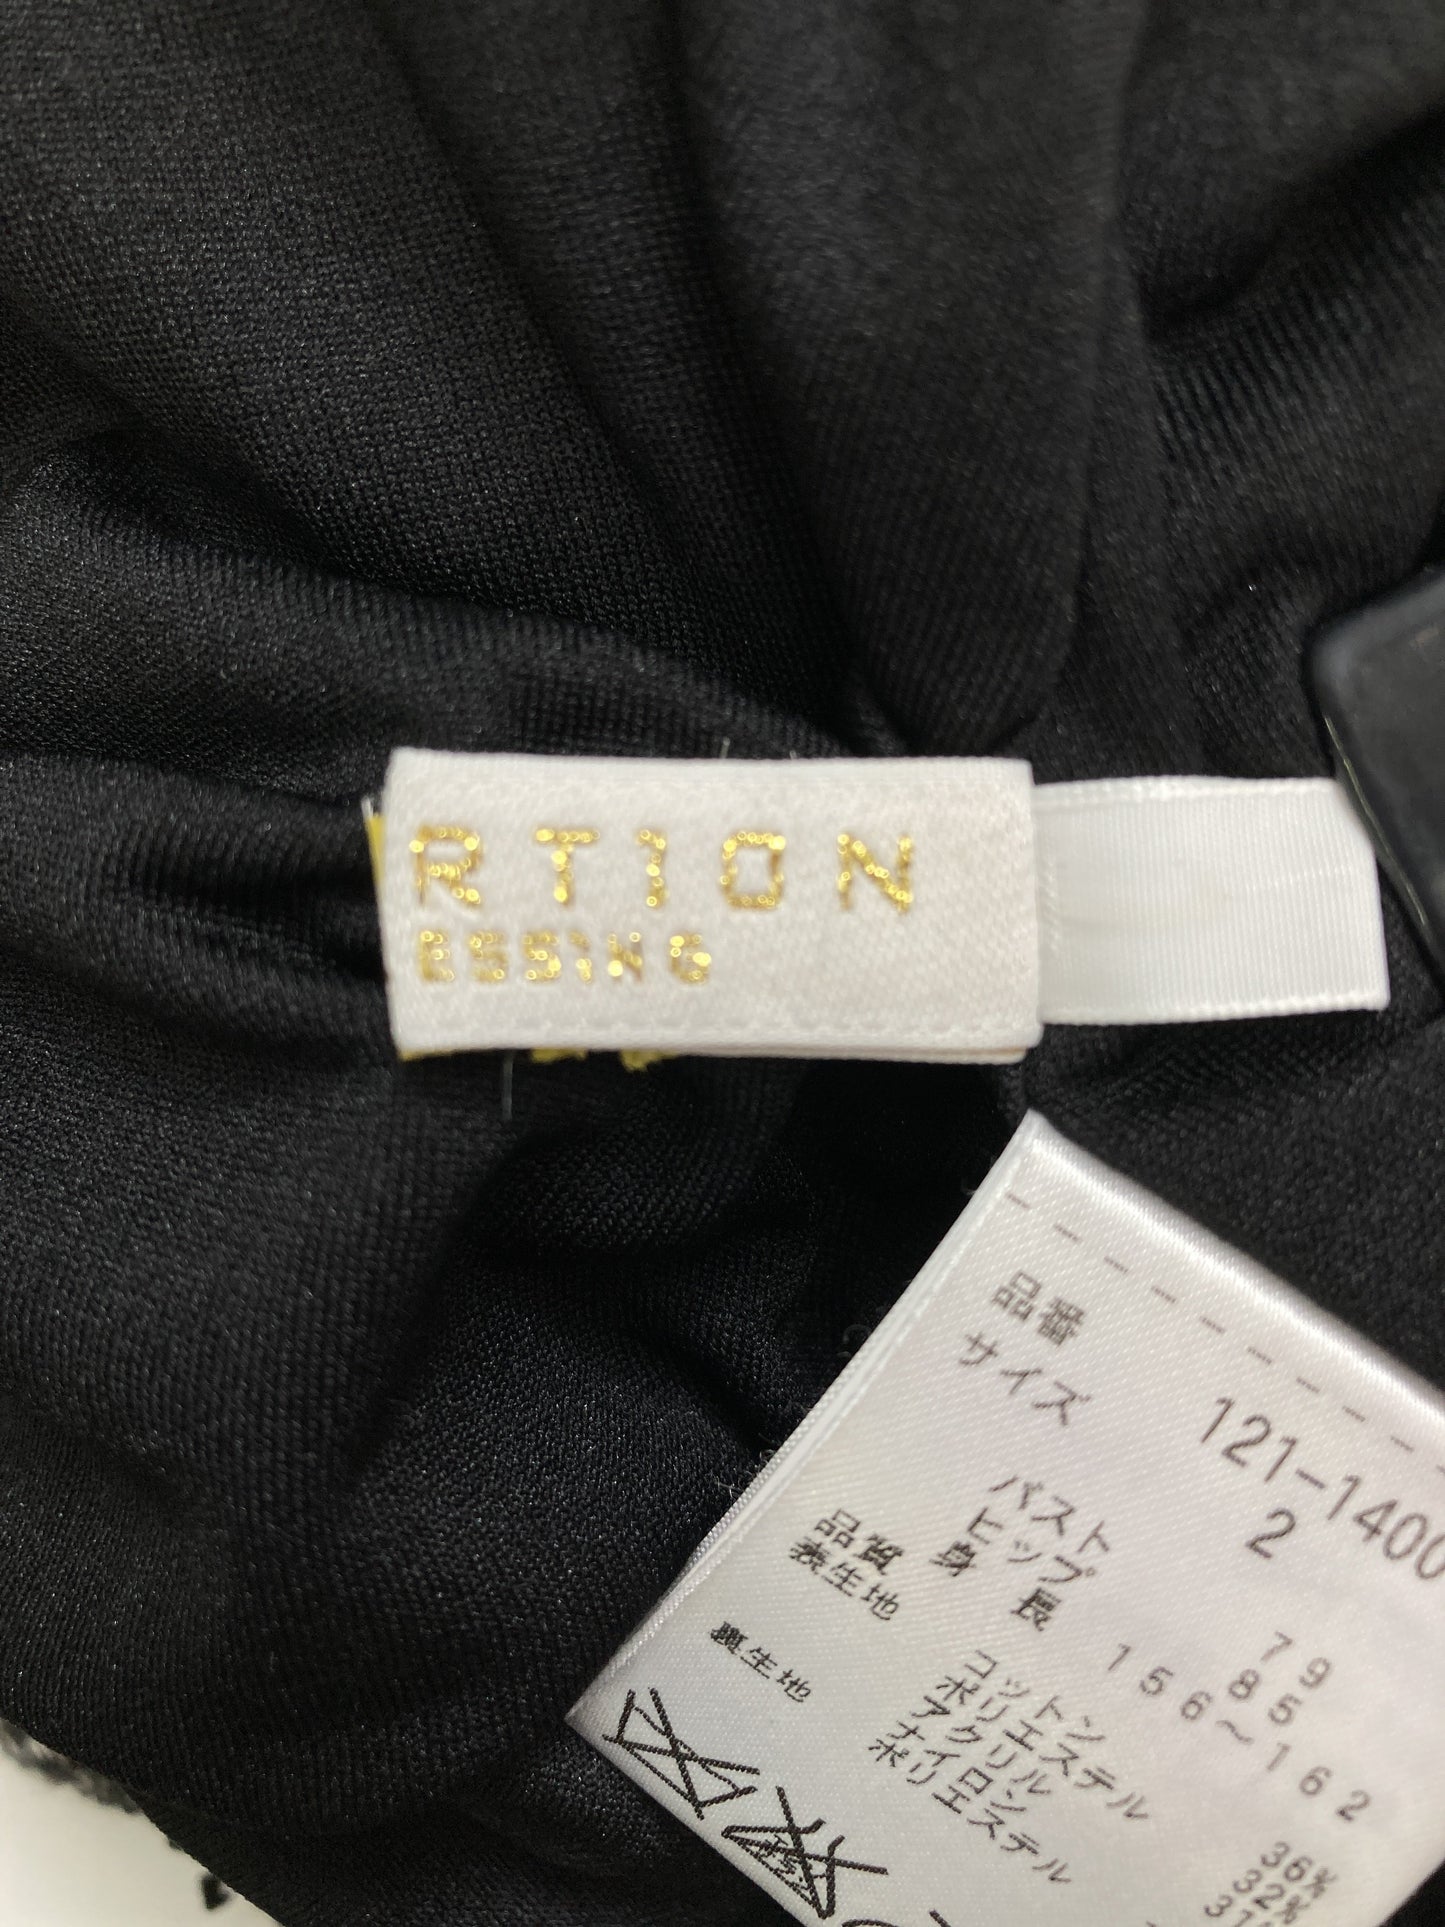 RTION
ESSING
品番 121-1400
サイズ 2
バスト 79
ヒップ 85
身長 156～162
品質
表生地 コットン 36%
ポリエステル 32%
アクリル
ナイロン
裏生地 ポリエステル